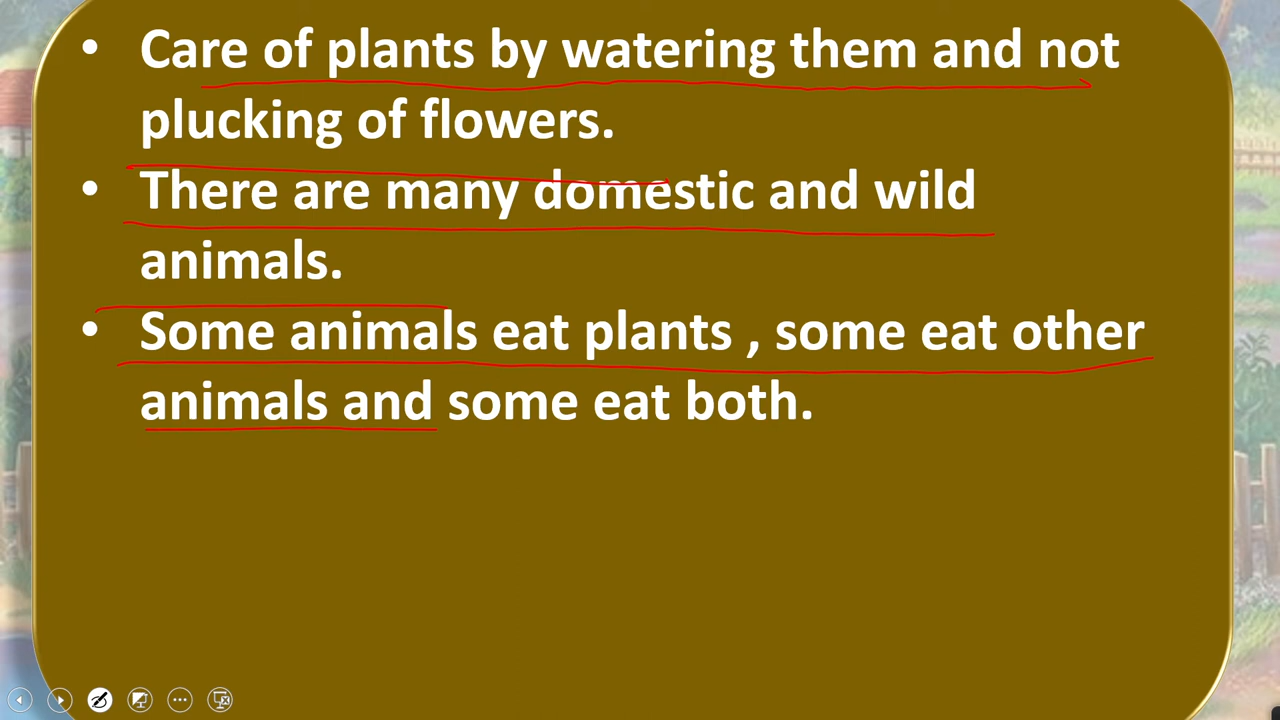 • Care of plants by watering them and not
plucking of flowers.
• There are many domestic and wild
animals.
• Some animals eat plants , some eat other
animals and some eat both.